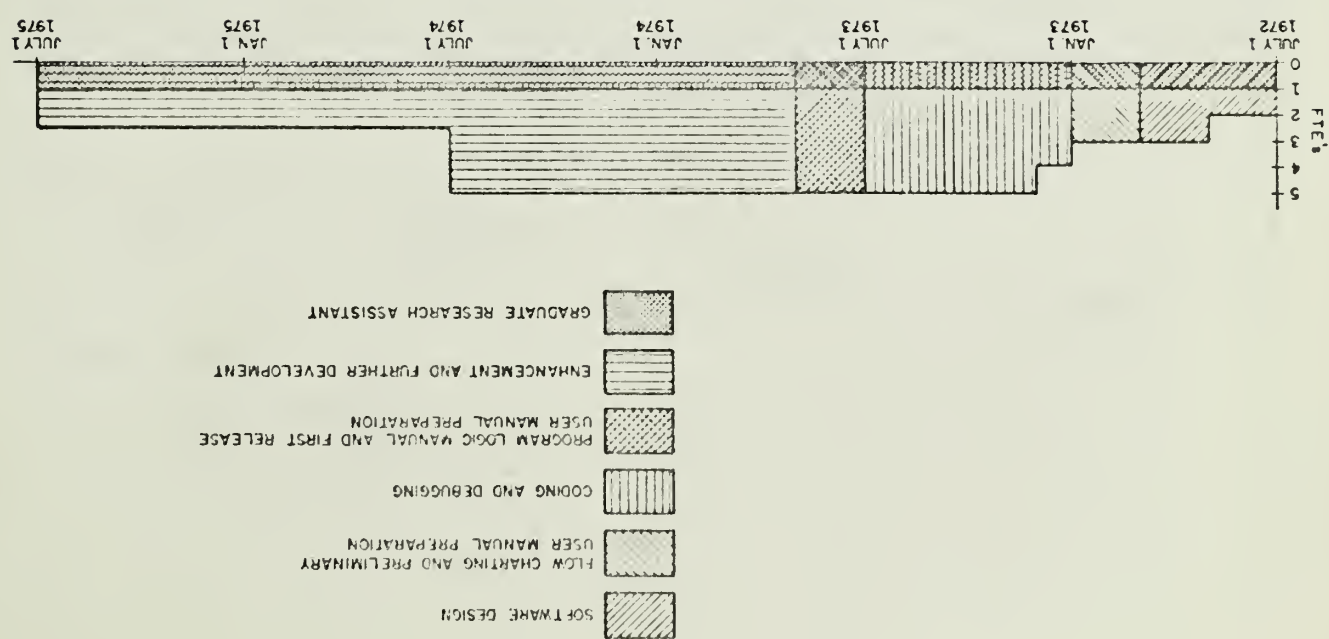 SOFTWARE DESIGN
FLOW CHARTING AND PRELIMINARY
USER MANUAL PREPARATION
CODING AND DEBUGGING
PROGRAM LOGIC MANUAL AND FIRST RELEASE
USER MANUAL PREPARATION
ENHANCEMENT AND FURTHER DEVELOPMENT
GRADUATE RESEARCH ASSISTANT
FTE's
5
4
3
2
1
0
JULY 1
1972
JAN. 1
1973
JULY 1
1973
JAN. 1
1974
JULY 1
1974
JAN. 1
1975
JULY 1
1975